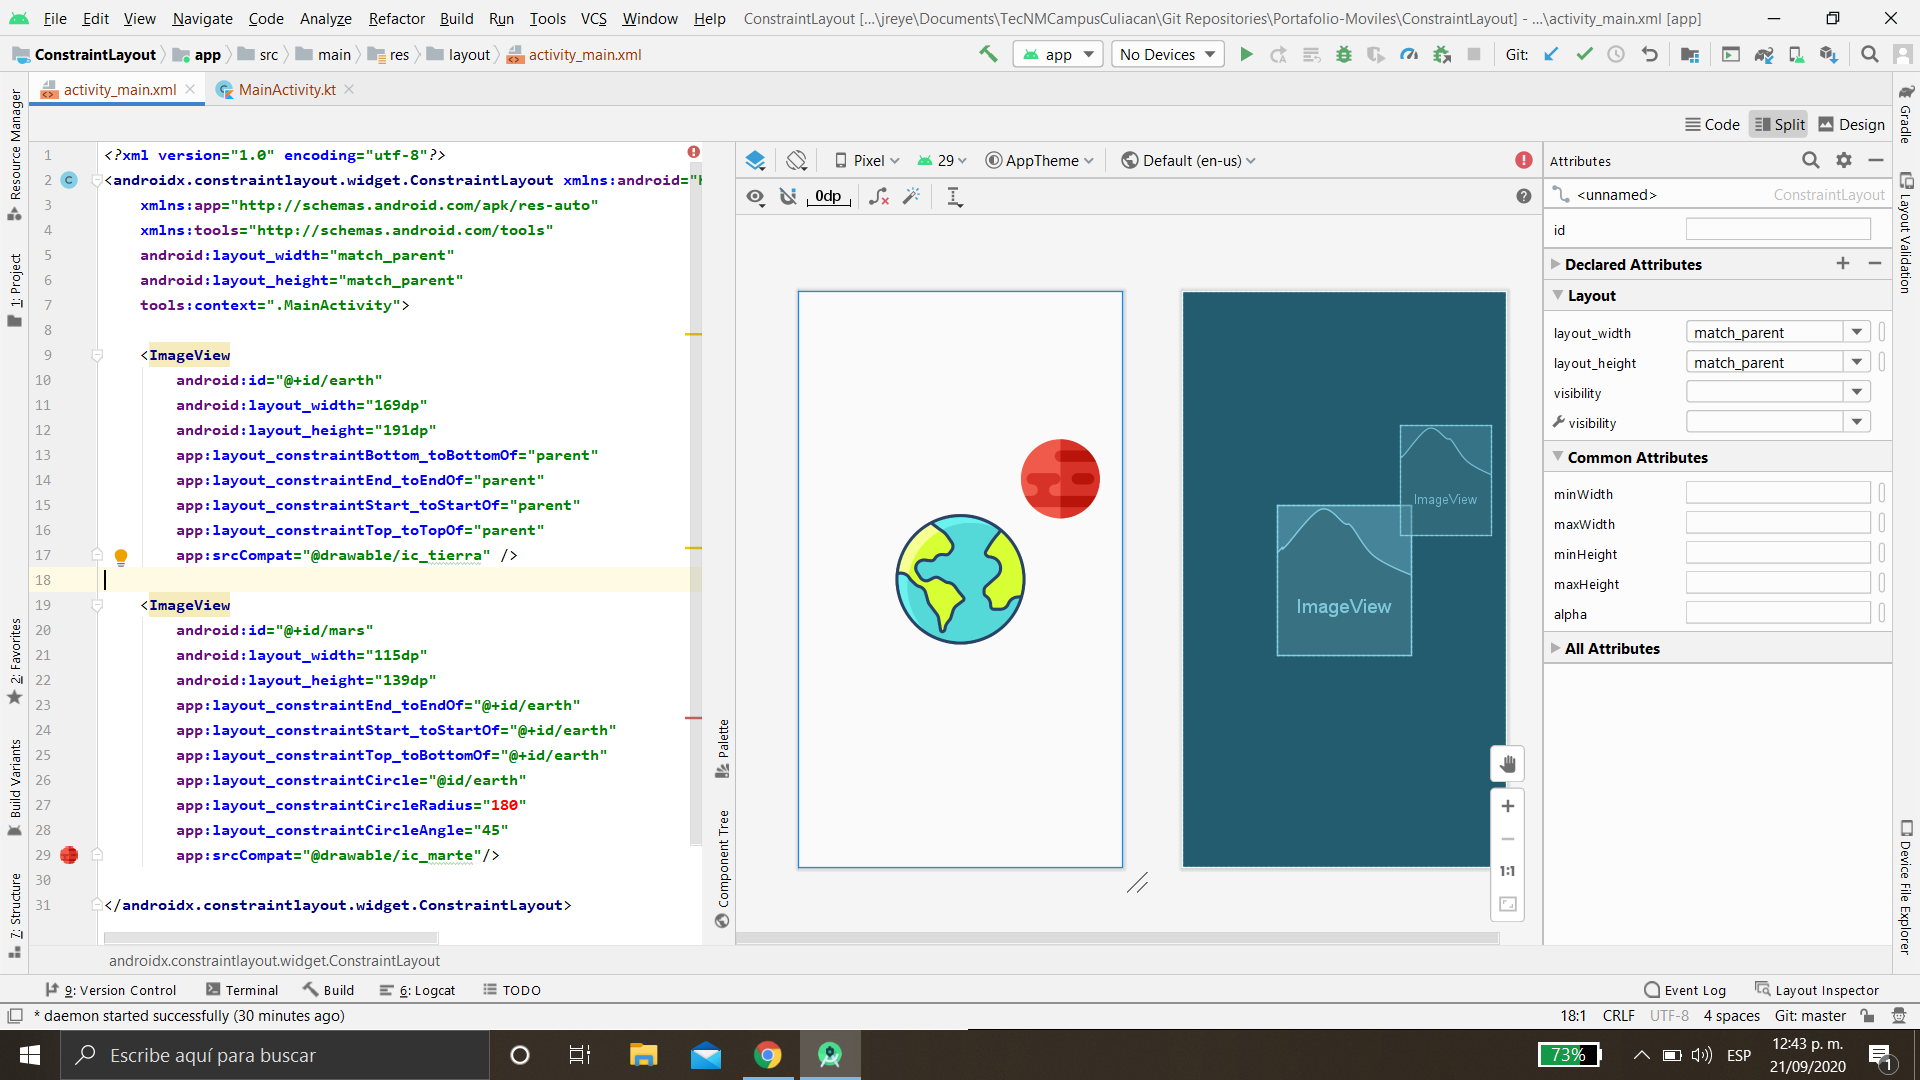 File Edit View Navigate Code Analyze Refactor Build Run Tools VCS Window Help ConstraintLayout [...\jreye\Documents\TecNMCampusCuliacan\Git Repositories\Portafolio-Moviles\ConstraintLayout] - ...\activity_main.xml [app]
ConstraintLayout app src main res layout activity_main.xml app No Devices Git:
activity_main.xml MainActivity.kt
Code Split Design
Resource Manager
1: Project
2: Favorites
Build Variants
7: Structure
1 <?xml version="1.0" encoding="utf-8"?>
2 <androidx.constraintlayout.widget.ConstraintLayout xmlns:android="h
3 xmlns:app="http://schemas.android.com/apk/res-auto"
4 xmlns:tools="http://schemas.android.com/tools"
5 android:layout_width="match_parent"
6 android:layout_height="match_parent"
7 tools:context=".MainActivity">
8
9 <ImageView
10 android:id="@+id/earth"
11 android:layout_width="169dp"
12 android:layout_height="191dp"
13 app:layout_constraintBottom_toBottomOf="parent"
14 app:layout_constraintEnd_toEndOf="parent"
15 app:layout_constraintStart_toStartOf="parent"
16 app:layout_constraintTop_toTopOf="parent"
17 app:srcCompat="@drawable/ic_tierra" />
18
19 <ImageView
20 android:id="@+id/mars"
21 android:layout_width="115dp"
22 android:layout_height="139dp"
23 app:layout_constraintEnd_toEndOf="@+id/earth"
24 app:layout_constraintStart_toStartOf="@+id/earth"
25 app:layout_constraintTop_toBottomOf="@+id/earth"
26 app:layout_constraintCircle="@id/earth"
27 app:layout_constraintCircleRadius="180"
28 app:layout_constraintCircleAngle="45"
29 app:srcCompat="@drawable/ic_marte"/>
30
31 </androidx.constraintlayout.widget.ConstraintLayout>
androidx.constraintlayout.widget.ConstraintLayout
Palette
Component Tree
Pixel 29 AppTheme Default (en-us)
0dp
ImageView
ImageView
1:1
Attributes
<unnamed> ConstraintLayout
id
Declared Attributes
Layout
layout_width match_parent
layout_height match_parent
visibility
visibility
Common Attributes
minWidth
maxWidth
minHeight
maxHeight
alpha
All Attributes
Gradle
Layout Validation
Device File Explorer
9: Version Control Terminal Build 6: Logcat TODO Event Log Layout Inspector
* daemon started successfully (30 minutes ago) 18:1 CRLF UTF-8 4 spaces Git: master
Escribe aquí para buscar 73% ESP 12:43 p. m.
21/09/2020 1